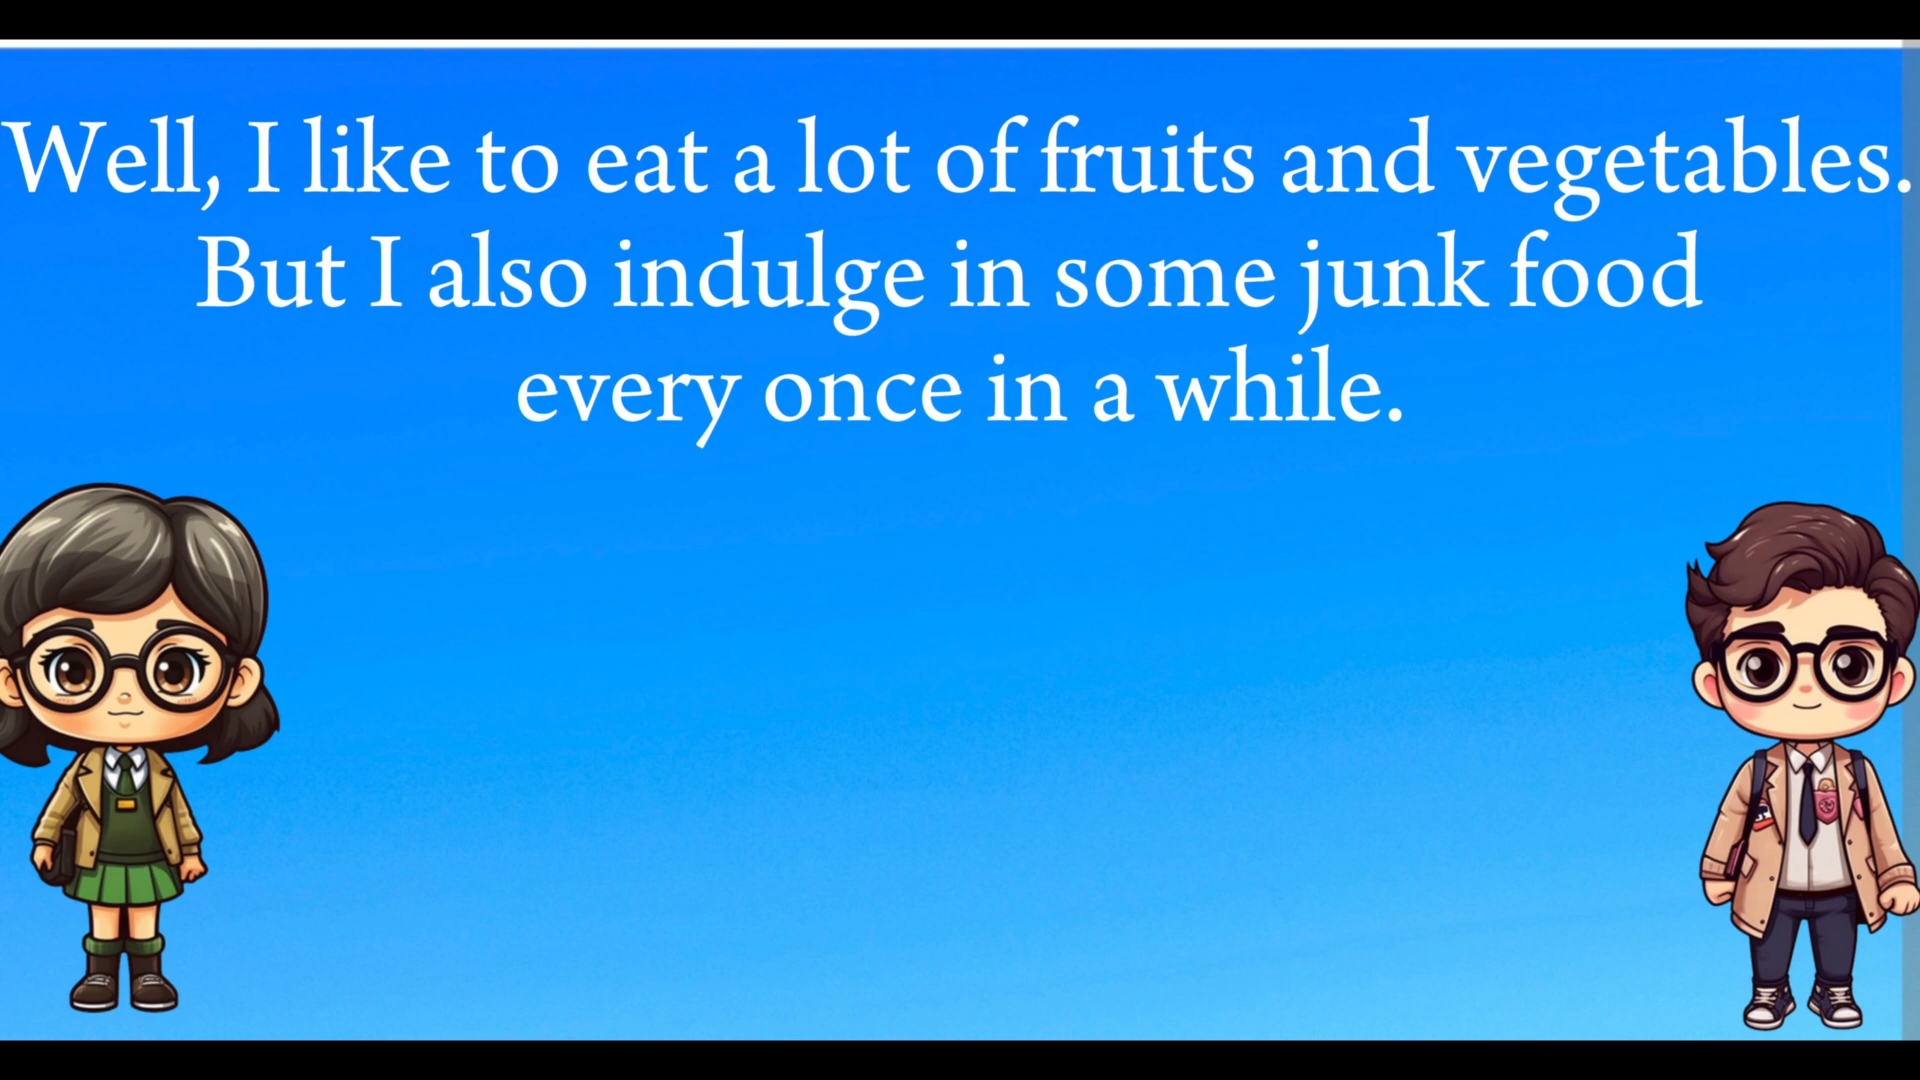 Well, I like to eat a lot of fruits and vegetables.
But I also indulge in some junk food
every once in a while.